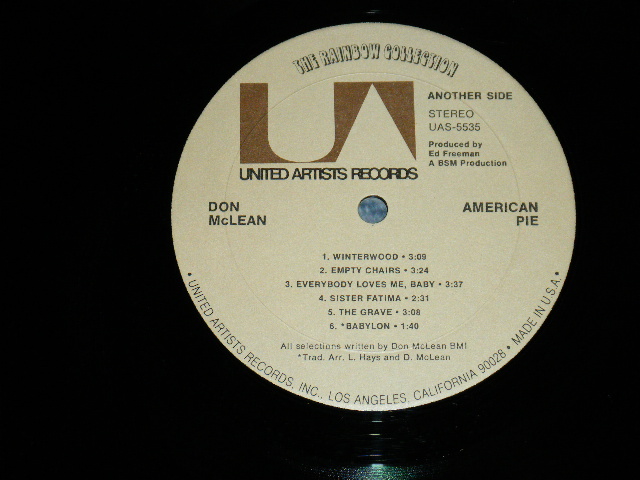 THE RAINBOW COLLECTION
UA
UNITED ARTISTS RECORDS
ANOTHER SIDE
STEREO
UAS-5535
Produced by
Ed Freeman
A BSM Production
DON
McLEAN
AMERICAN
PIE
1. WINTERWOOD • 3:09
2. EMPTY CHAIRS • 3:24
3. EVERYBODY LOVES ME, BABY • 3:37
4. SISTER FATIMA • 2:31
5. THE GRAVE • 3:08
6. *BABYLON • 1:40
All selections written by Don McLean BMI
*Trad. Arr. L. Hays and D. McLean
• UNITED ARTISTS RECORDS, INC., LOS ANGELES, CALIFORNIA 90028 • MADE IN U.S.A. •